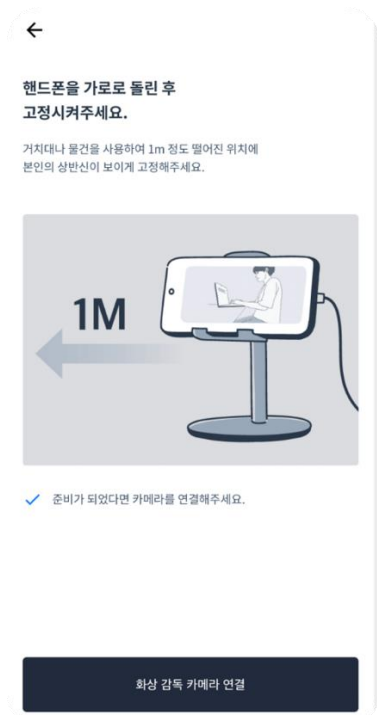 핸드폰을 가로로 돌린 후
고정시켜주세요.
거치대나 물건을 사용하여 1m 정도 떨어진 위치에
본인의 상반신이 보이게 고정해주세요.
1M
준비가 되었다면 카메라를 연결해주세요.
화상 감독 카메라 연결